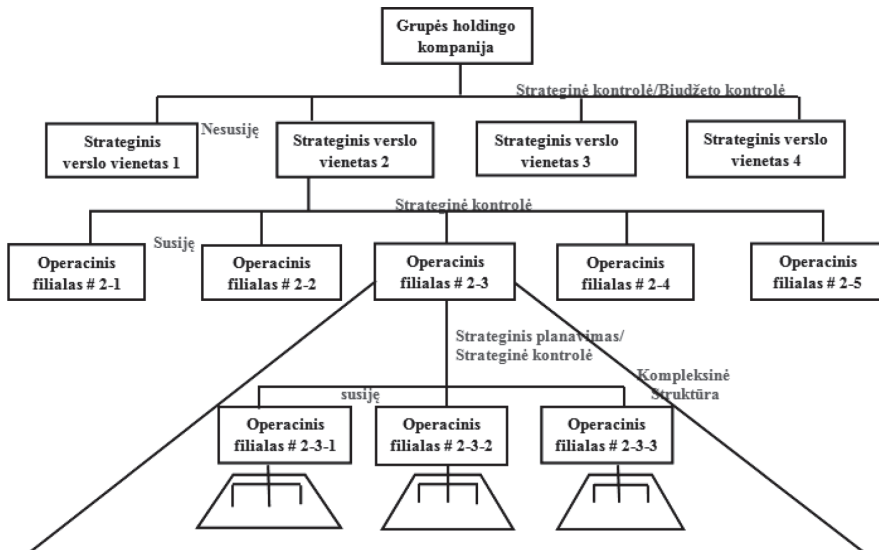 Grupės holdingo
kompanija
Strateginė kontrolė/Biudžeto kontrolė
Nesusiję
Strateginis
verslo vienetas 1
Strateginis verslo
vienetas 2
Strateginis verslo
vienetas 3
Strateginis verslo
vienetas 4
Strateginė kontrolė
Susiję
Operacinis
filialas # 2-1
Operacinis
filialas # 2-2
Operacinis
filialas # 2-3
Operacinis
filialas # 2-4
Operacinis
filialas # 2-5
Strateginis planavimas/
Strateginė kontrolė
Kompleksinė
Struktūra
susiję
Operacinis
filialas # 2-3-1
Operacinis
filialas # 2-3-2
Operacinis
filialas # 2-3-3